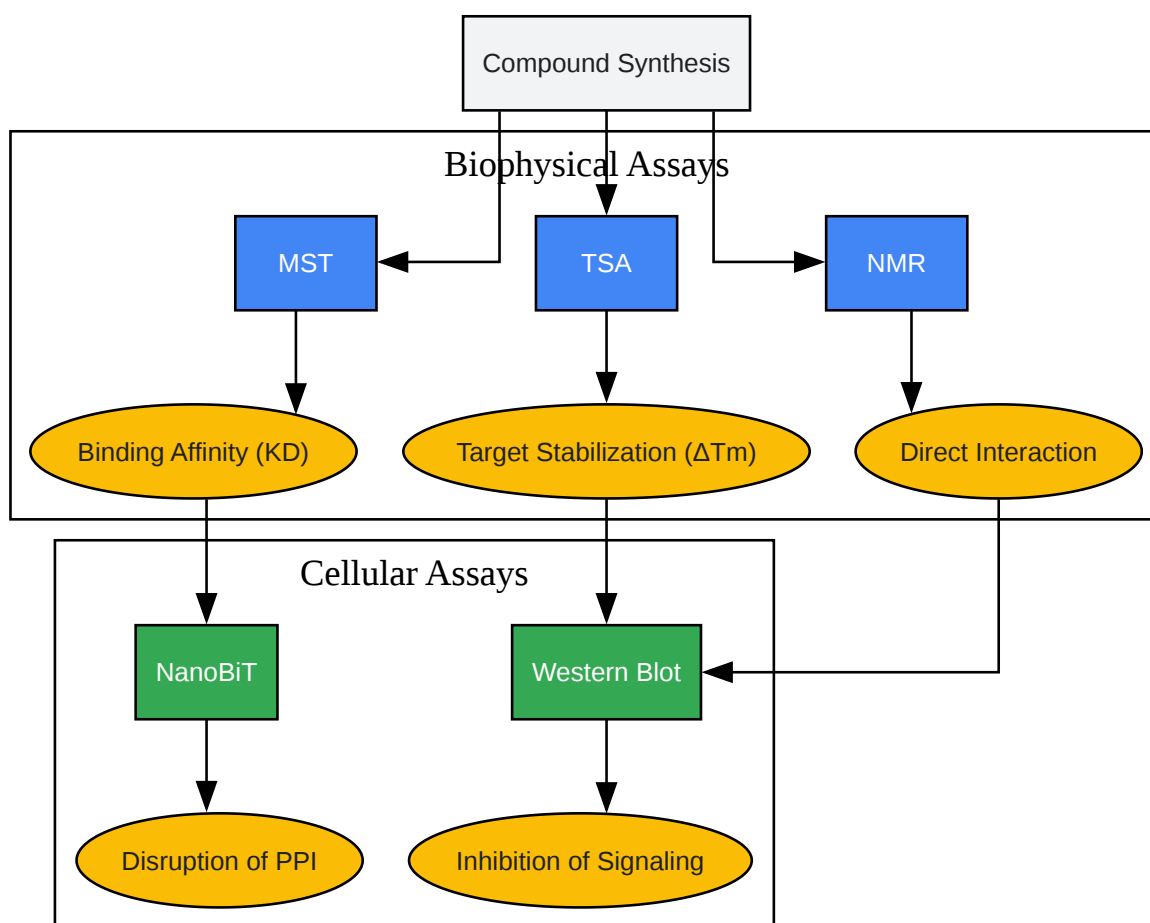 Compound Synthesis
Biophysical Assays
MST
TSA
NMR
Binding Affinity (KD)
Target Stabilization (ΔTm)
Direct Interaction
Cellular Assays
NanoBiT
Western Blot
Disruption of PPI
Inhibition of Signaling